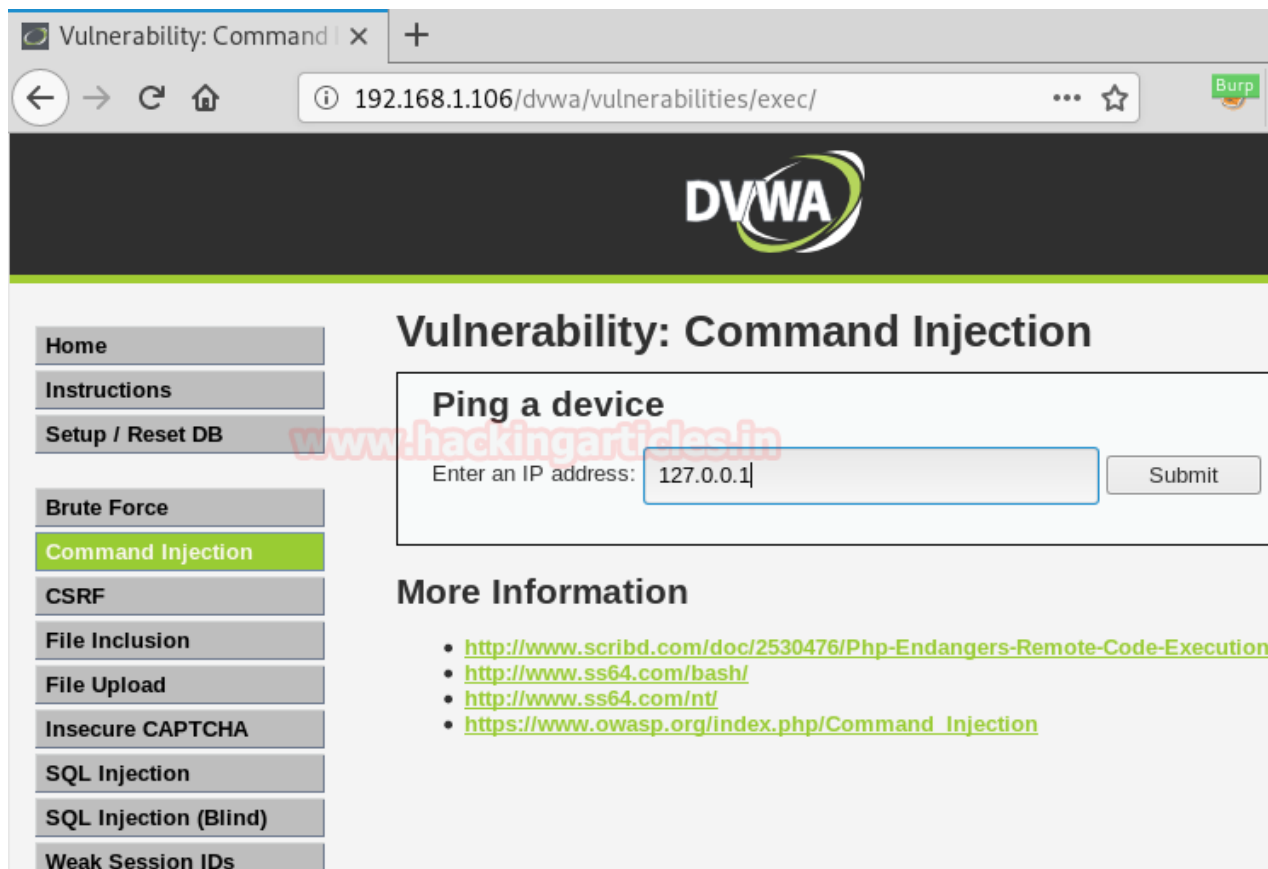 Vulnerability: Command
192.168.1.106/dvwa/vulnerabilities/exec/
Burp
DVWA
Home
Instructions
Setup / Reset DB
Brute Force
Command Injection
CSRF
File Inclusion
File Upload
Insecure CAPTCHA
SQL Injection
SQL Injection (Blind)
Weak Session IDs
Vulnerability: Command Injection
Ping a device
www.hackingarticles.in
Enter an IP address: 127.0.0.1 Submit
More Information
http://www.scribd.com/doc/2530476/Php-Endangers-Remote-Code-Execution
http://www.ss64.com/bash/
http://www.ss64.com/nt/
https://www.owasp.org/index.php/Command_Injection